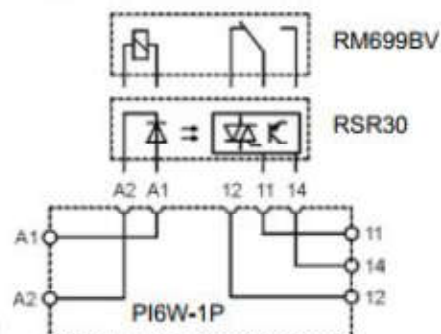 RM699BV
RSR30
A2 A1 12 11 14
A1 11
14
A2 12
PI6W-1P